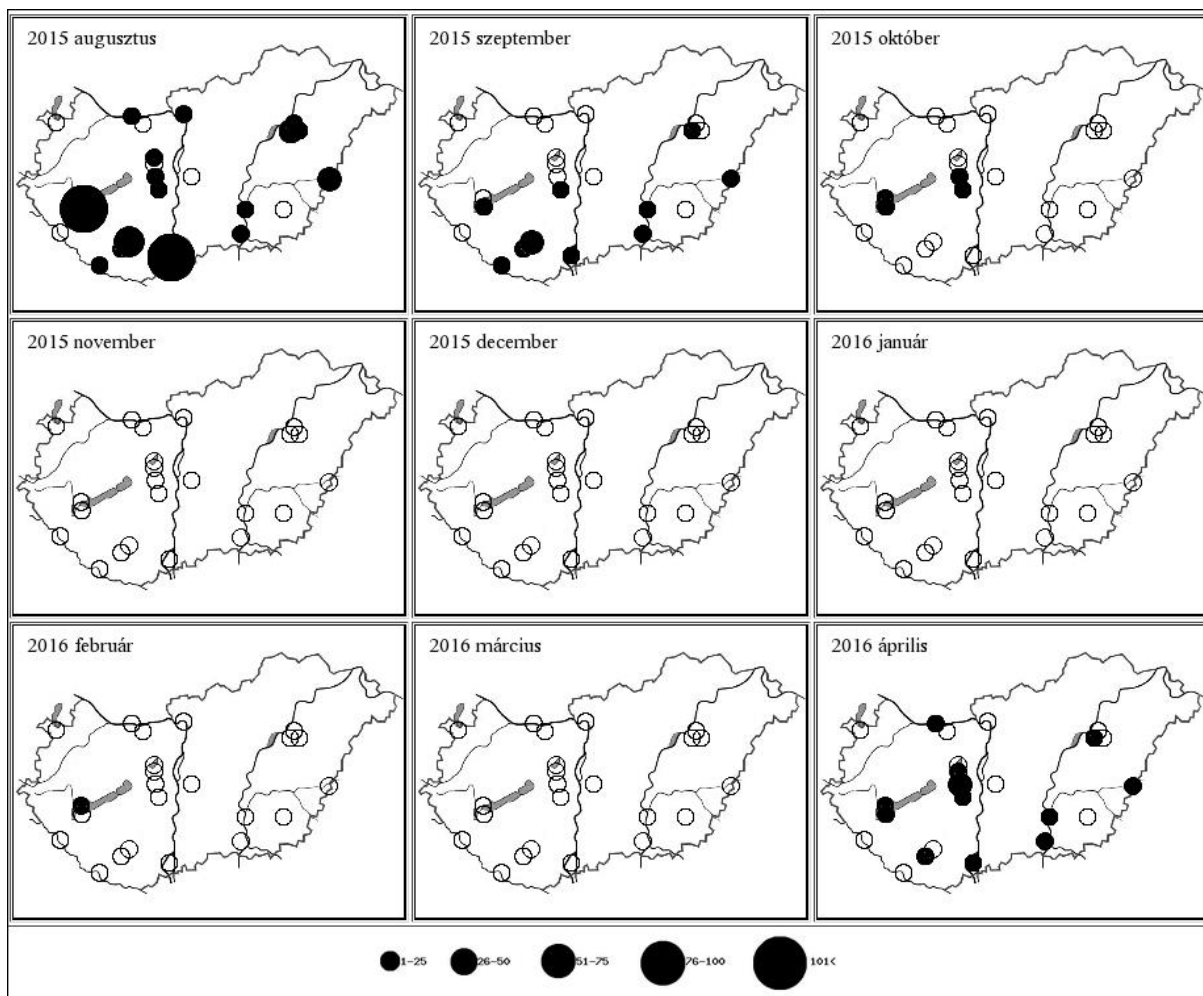 2015 augusztus
2015 szeptember
2015 október
2015 november
2015 december
2016 január
2016 február
2016 március
2016 április
1-25
26-50
51-75
76-100
101<